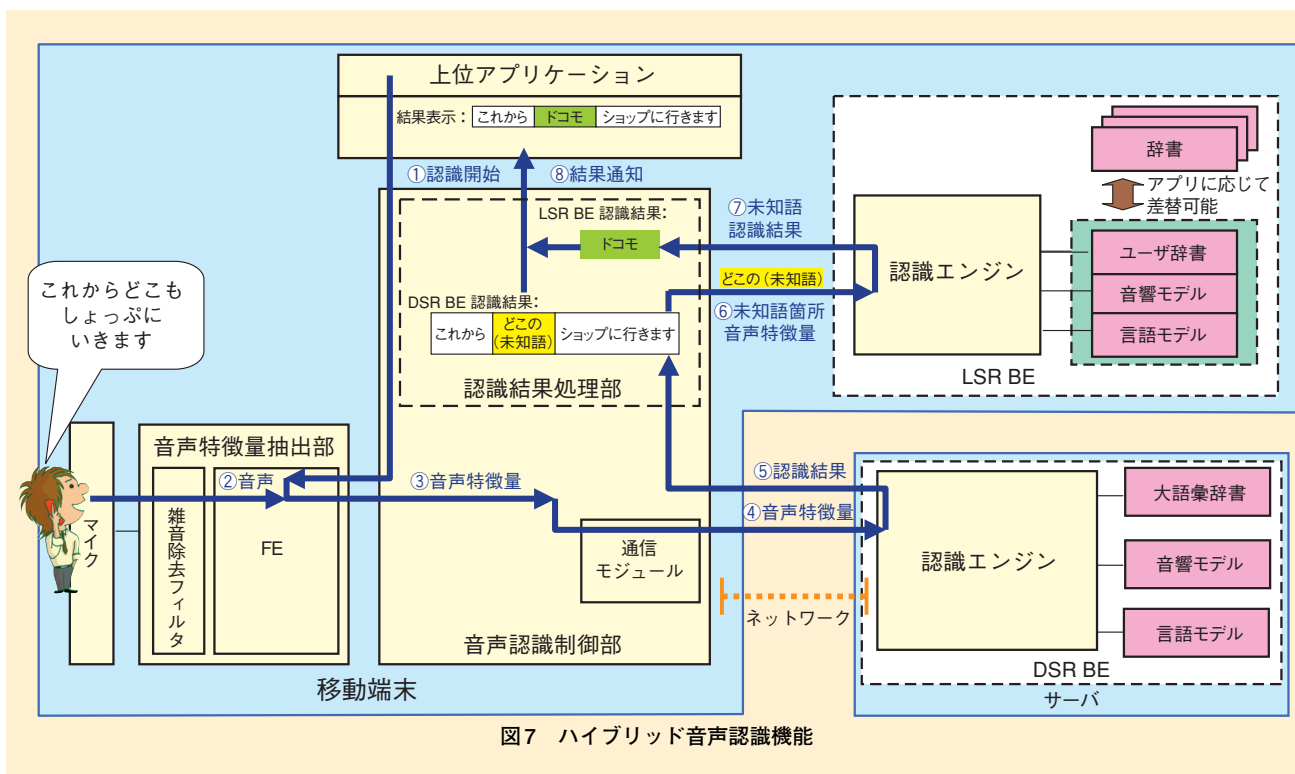 上位アプリケーション
結果表示：これから ドコモ ショップに行きます
①認識開始
⑧結果通知
LSR BE 認識結果：
ドコモ
DSR BE 認識結果：
これから どこの（未知語） ショップに行きます
認識結果処理部
⑦未知語
認識結果
どこの（未知語）
⑥未知語箇所
音声特徴量
認識エンジン
辞書
アプリに応じて
差替可能
ユーザ辞書
音響モデル
言語モデル
LSR BE
これからどこも
しょっぷに
いきます
マイク
音声特徴量抽出部
雑音除去フィルタ
FE
②音声
③音声特徴量
通信
モジュール
音声認識制御部
移動端末
⑤認識結果
④音声特徴量
ネットワーク
認識エンジン
大語彙辞書
音響モデル
言語モデル
DSR BE
サーバ
図7　ハイブリッド音声認識機能